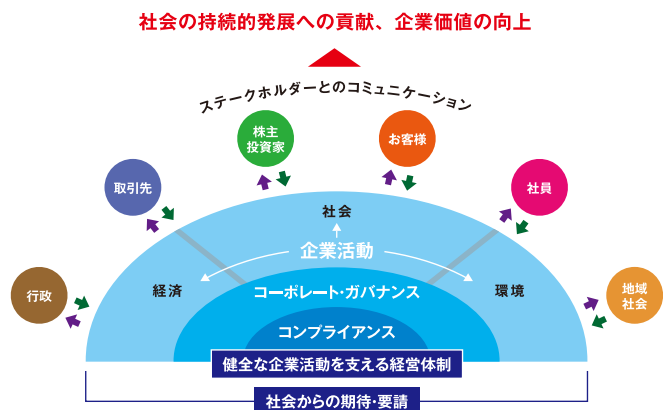 社会の持続的発展への貢献、企業価値の向上
ステークホルダーとのコミュニケーション
株主
投資家
お客様
取引先
社員
行政
地域
社会
社会
企業活動
経済
環境
コーポレート・ガバナンス
コンプライアンス
健全な企業活動を支える経営体制
社会からの期待・要請